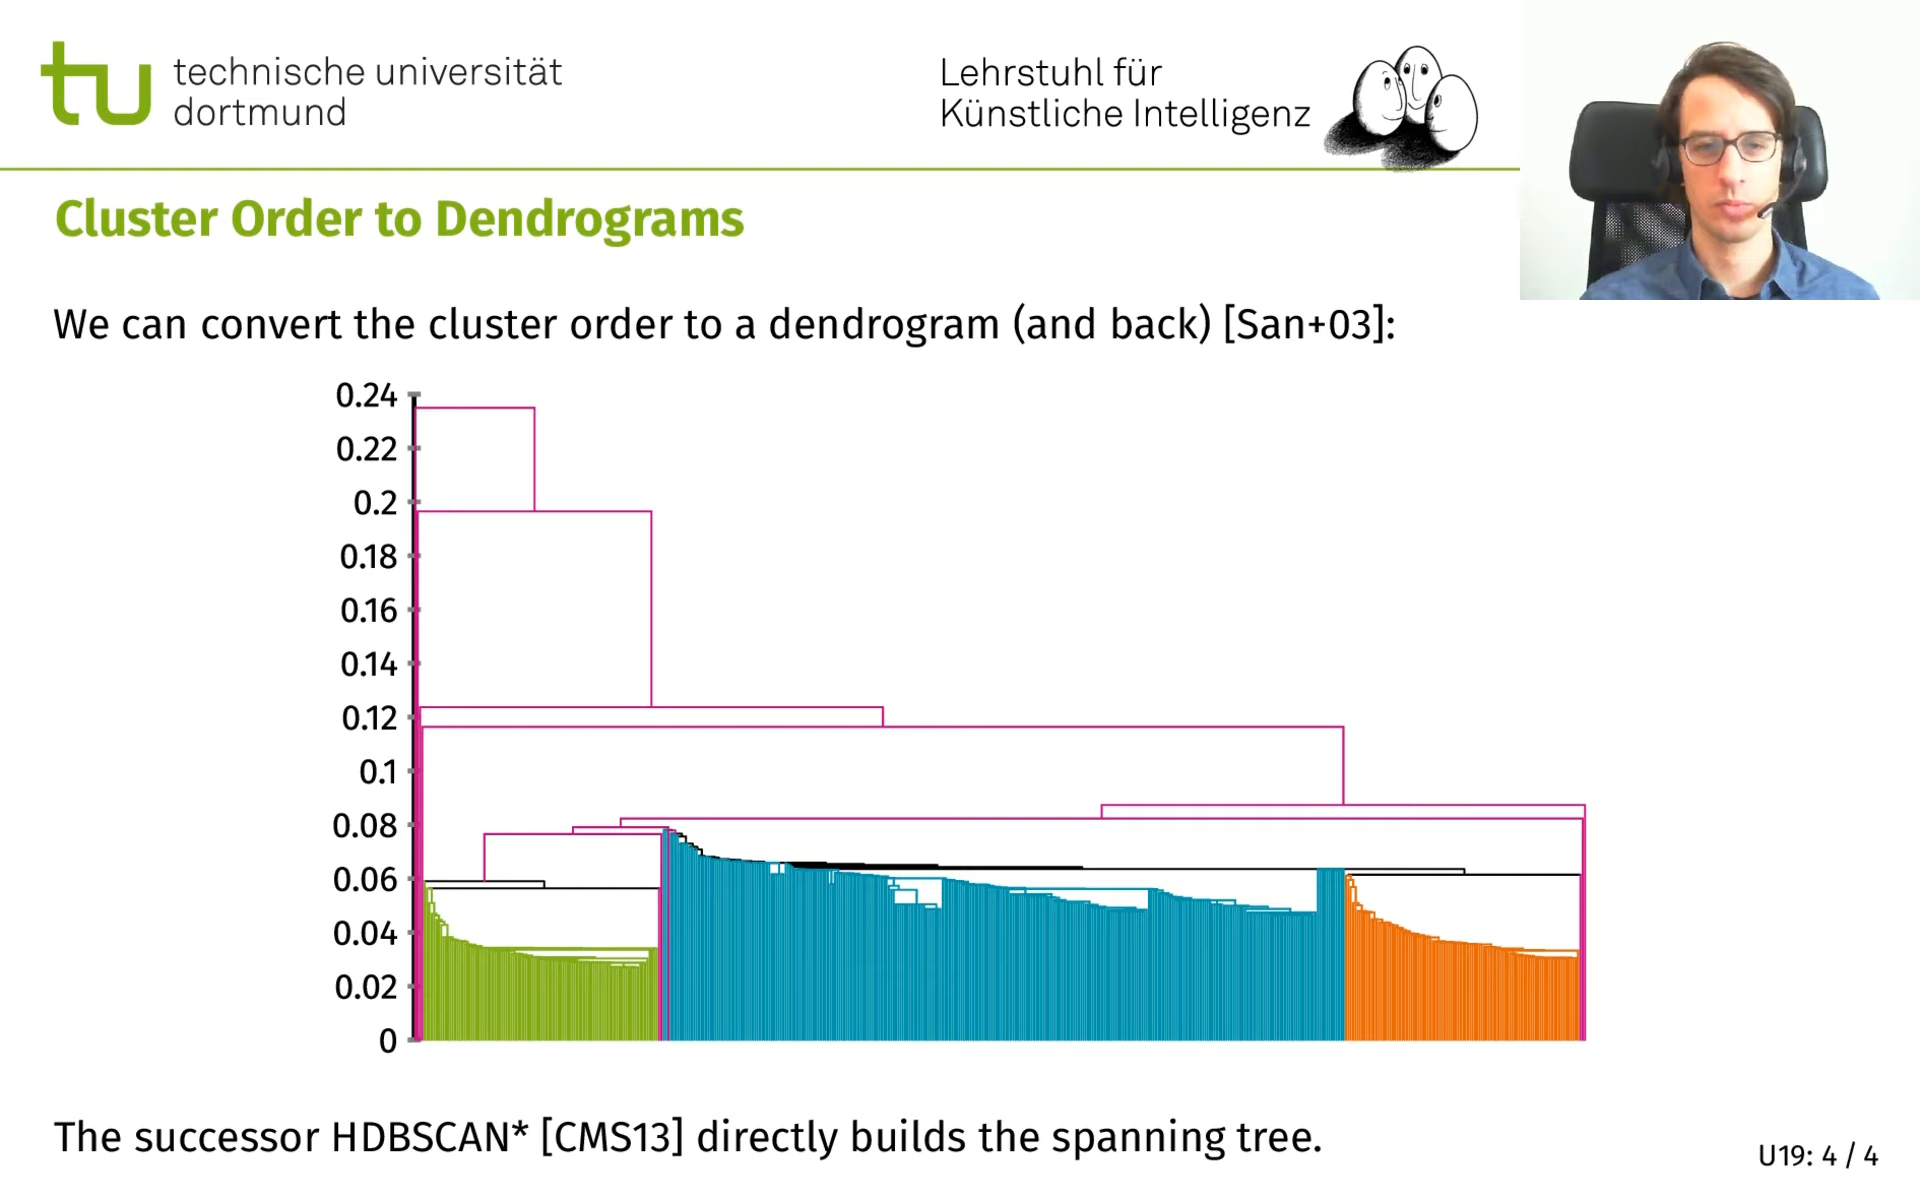 technische universität
dortmund
Lehrstuhl für
Künstliche Intelligenz
Cluster Order to Dendrograms
We can convert the cluster order to a dendrogram (and back) [San+03]:
0.24
0.22
0.2
0.18
0.16
0.14
0.12
0.1
0.08
0.06
0.04
0.02
0
The successor HDBSCAN* [CMS13] directly builds the spanning tree.
U19: 4 / 4